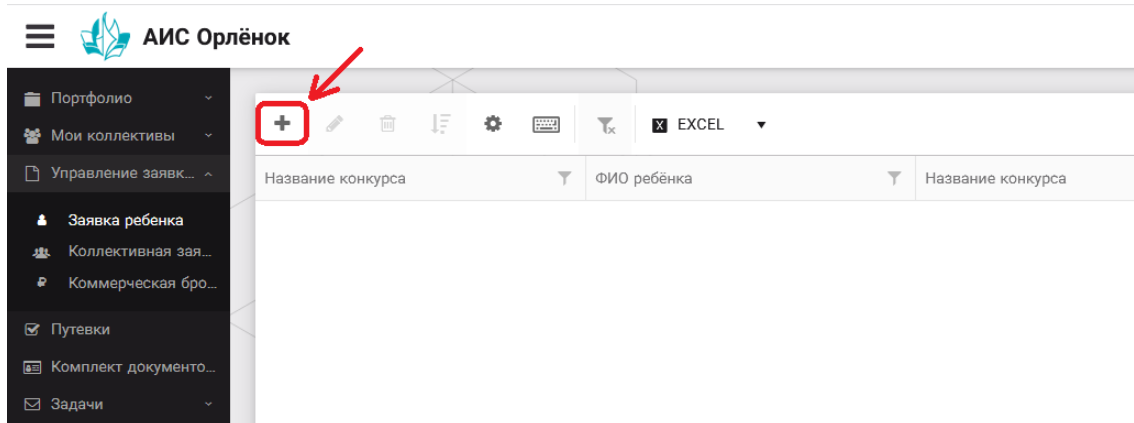 АИС Орлёнок
Портфолио
Мои коллективы
Управление заявк...
Заявка ребенка
Коллективная зая...
Коммерческая бро...
Путевки
Комплект документо...
Задачи
EXCEL
Название конкурса ФИО ребёнка Название конкурса